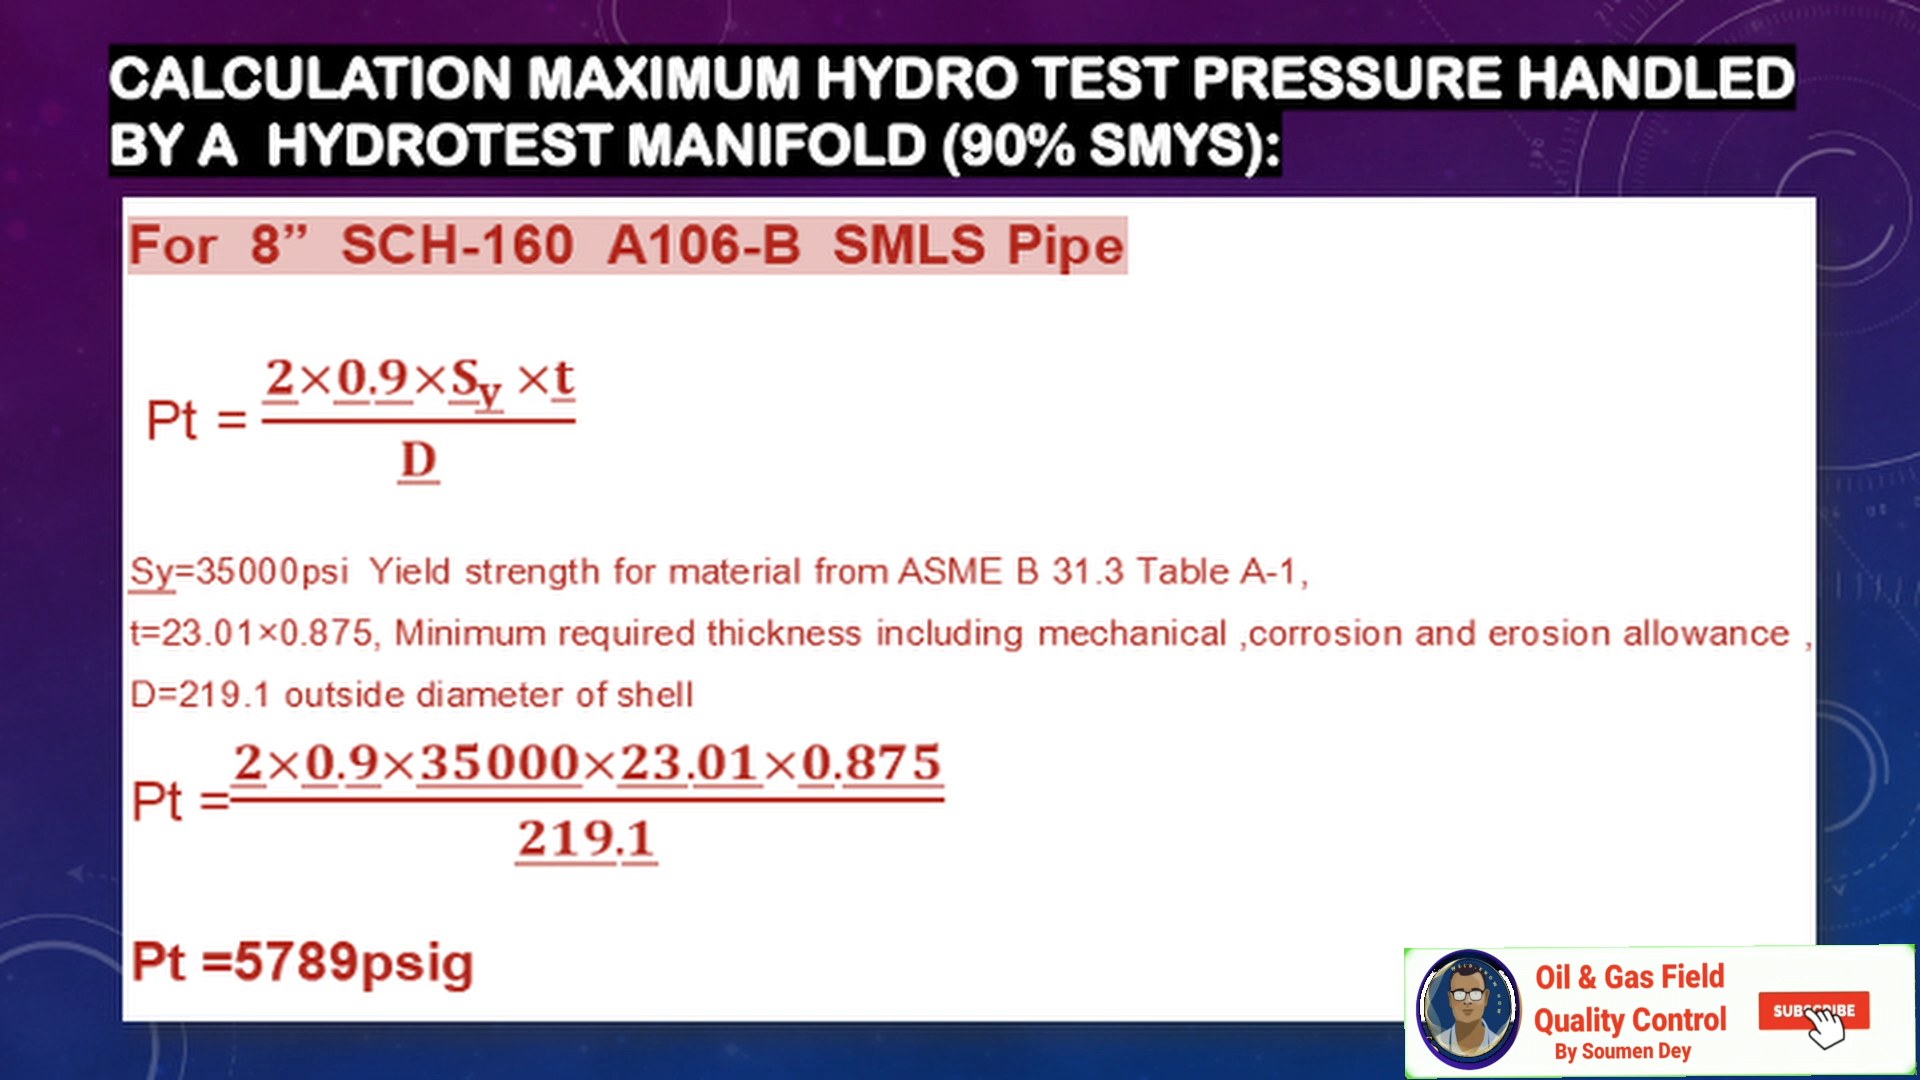 CALCULATION MAXIMUM HYDRO TEST PRESSURE HANDLED
BY A HYDROTEST MANIFOLD (90% SMYS):
For 8” SCH-160 A106-B SMLS Pipe
Pt = 2×0.9×Sy ×t / D
Sy=35000psi Yield strength for material from ASME B 31.3 Table A-1,
t=23.01×0.875, Minimum required thickness including mechanical ,corrosion and erosion allowance ,
D=219.1 outside diameter of shell
Pt = 2×0.9×35000×23.01×0.875 / 219.1
Pt =5789psig
Oil & Gas Field
Quality Control
By Soumen Dey
SUBSCRIBE